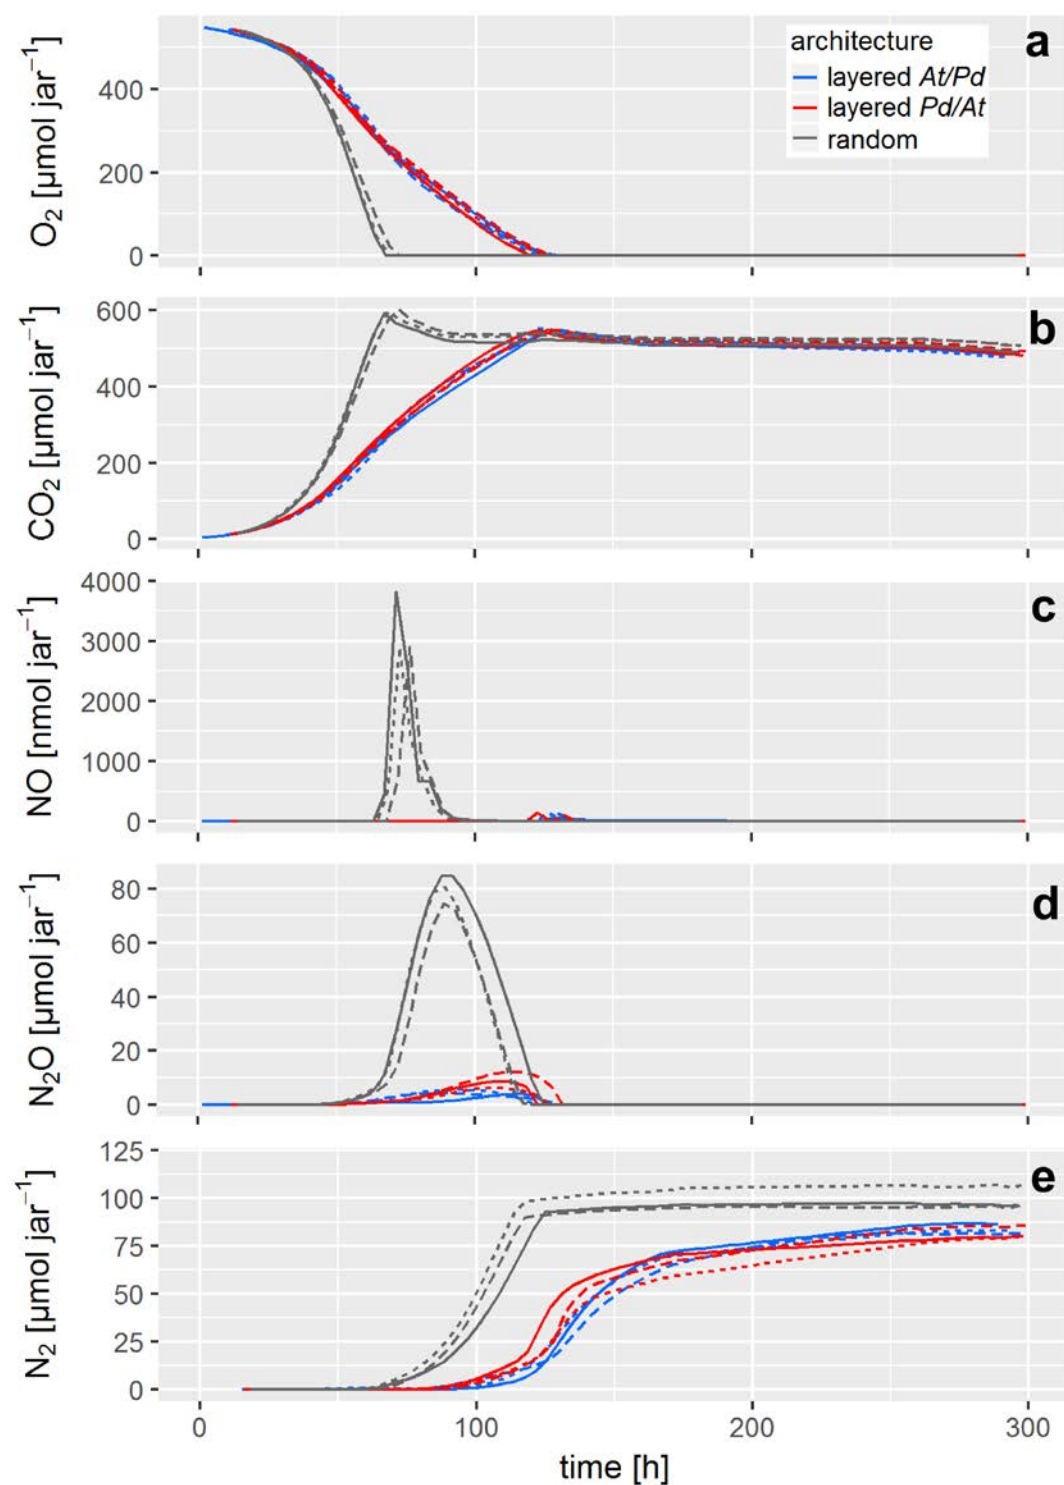 a
architecture
layered At/Pd
layered Pd/At
random
O₂ [µmol jar⁻¹]
400
200
0
b
CO₂ [µmol jar⁻¹]
600
400
200
0
c
NO [nmol jar⁻¹]
4000
3000
2000
1000
0
d
N₂O [µmol jar⁻¹]
80
60
40
20
0
e
N₂ [µmol jar⁻¹]
125
100
75
50
25
0
0 100 200 300
time [h]